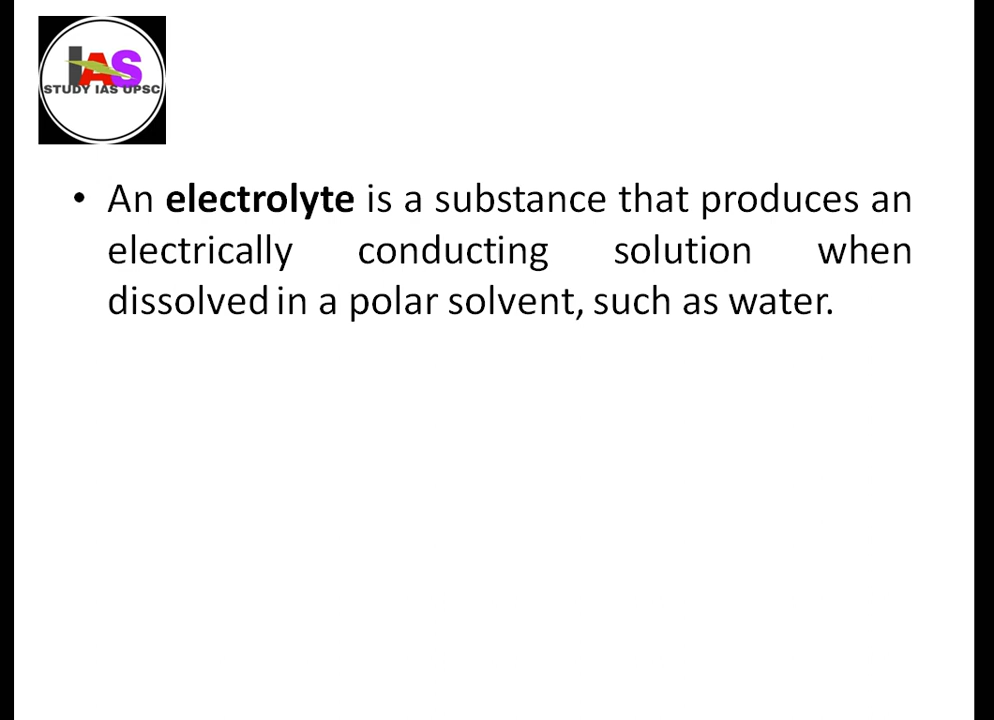 IAS
STUDY IAS UPSC
• An electrolyte is a substance that produces an
electrically conducting solution when
dissolved in a polar solvent, such as water.